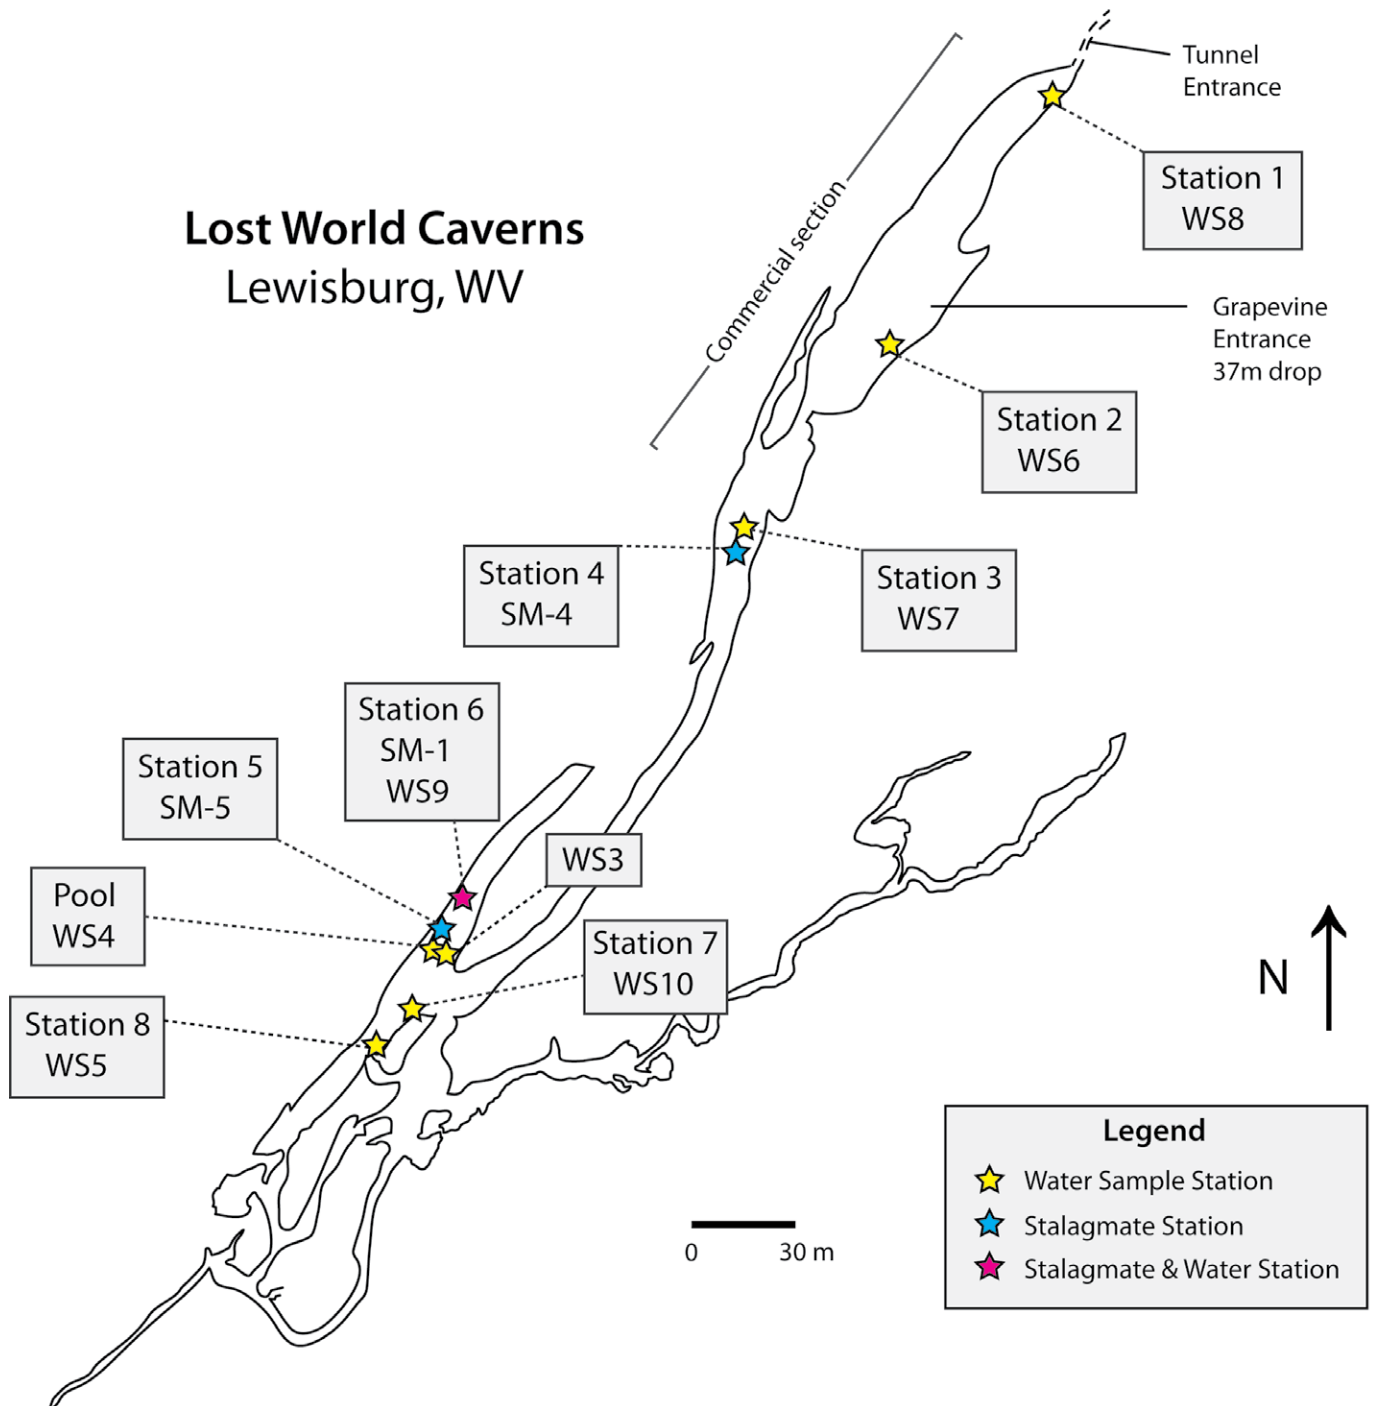 Tunnel
Entrance
Station 1
WS8
Lost World Caverns
Lewisburg, WV
Commercial section
Grapevine
Entrance
37m drop
Station 2
WS6
Station 4
SM-4
Station 3
WS7
Station 6
SM-1
WS9
Station 5
SM-5
WS3
Pool
WS4
Station 7
WS10
N
Station 8
WS5
Legend
Water Sample Station
Stalagmate Station
Stalagmate & Water Station
0 30 m